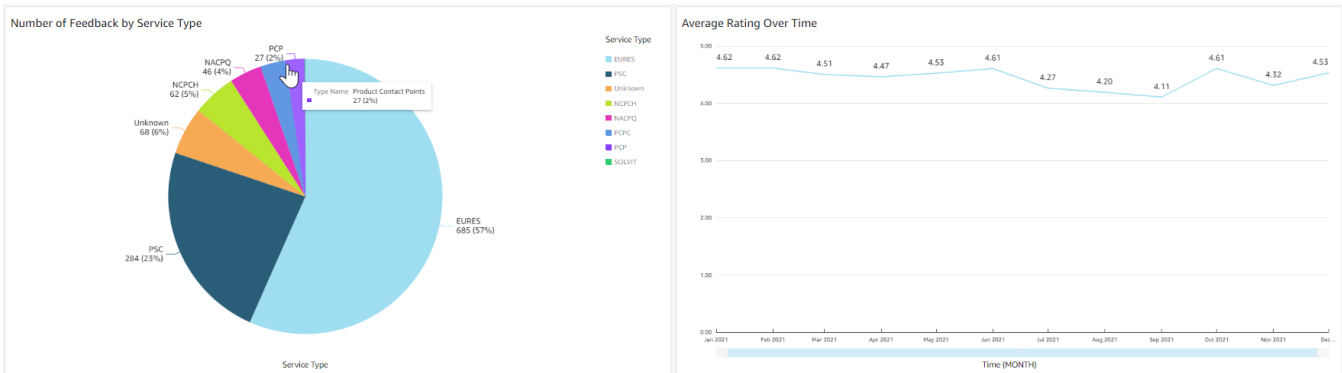 Number of Feedback by Service Type
PCP
27 (2%)
NACPQ
46 (4%)
NCPCH
62 (5%)
Unknown
68 (6%)
PSC
284 (23%)
EURES
685 (57%)
Type Name Product Contact Points
27 (2%)
Service Type
Service Type
EURES
PSC
Unknown
NCPCH
NACPQ
PCPC
PCP
SOLVIT
Average Rating Over Time
5.00
4.00
3.00
2.00
1.00
0.00
4.62 4.62 4.51 4.47 4.53 4.61 4.27 4.20 4.11 4.61 4.32 4.53
Jan 2021 Feb 2021 Mar 2021 Apr 2021 May 2021 Jun 2021 Jul 2021 Aug 2021 Sep 2021 Oct 2021 Nov 2021 Dec...
Time (MONTH)